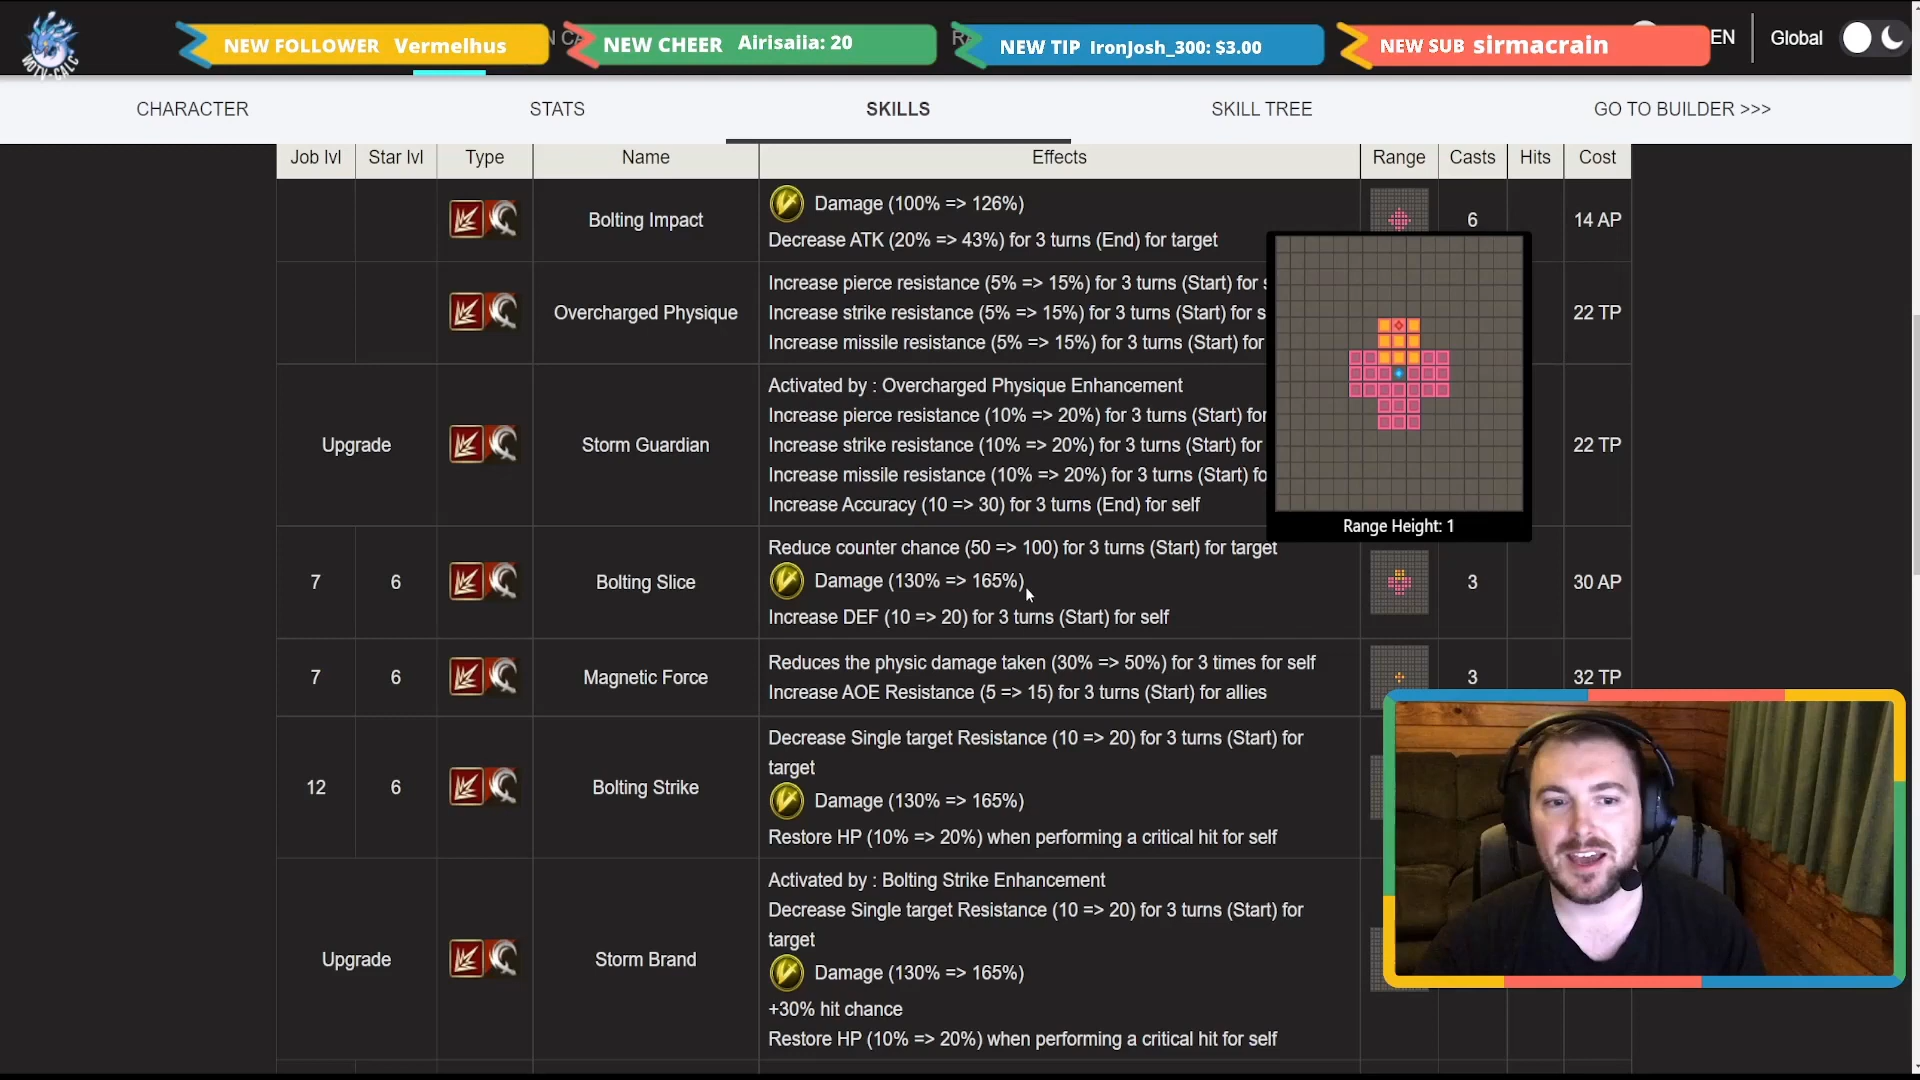 NEW FOLLOWER Vermelhus
NEW CHEER Airisaiia: 20
NEW TIP IronJosh_300: $3.00
NEW SUB sirmacrain
EN
Global
WOTV-CALC
CHARACTER
STATS
SKILLS
SKILL TREE
GO TO BUILDER >>>
Job lvl Star lvl Type Name Effects Range Casts Hits Cost
Bolting Impact
Damage (100% => 126%)
Decrease ATK (20% => 43%) for 3 turns (End) for target
6
14 AP
Overcharged Physique
Increase pierce resistance (5% => 15%) for 3 turns (Start) for
Increase strike resistance (5% => 15%) for 3 turns (Start) for
Increase missile resistance (5% => 15%) for 3 turns (Start) for
22 TP
Upgrade
Storm Guardian
Activated by : Overcharged Physique Enhancement
Increase pierce resistance (10% => 20%) for 3 turns (Start) for
Increase strike resistance (10% => 20%) for 3 turns (Start) for
Increase missile resistance (10% => 20%) for 3 turns (Start)
Increase Accuracy (10 => 30) for 3 turns (End) for self
22 TP
Range Height: 1
7
6
Bolting Slice
Reduce counter chance (50 => 100) for 3 turns (Start) for target
Damage (130% => 165%)
Increase DEF (10 => 20) for 3 turns (Start) for self
3
30 AP
7
6
Magnetic Force
Reduces the physic damage taken (30% => 50%) for 3 times for self
Increase AOE Resistance (5 => 15) for 3 turns (Start) for allies
3
32 TP
12
6
Bolting Strike
Decrease Single target Resistance (10 => 20) for 3 turns (Start) for
target
Damage (130% => 165%)
Restore HP (10% => 20%) when performing a critical hit for self
Upgrade
Storm Brand
Activated by : Bolting Strike Enhancement
Decrease Single target Resistance (10 => 20) for 3 turns (Start) for
target
Damage (130% => 165%)
+30% hit chance
Restore HP (10% => 20%) when performing a critical hit for self